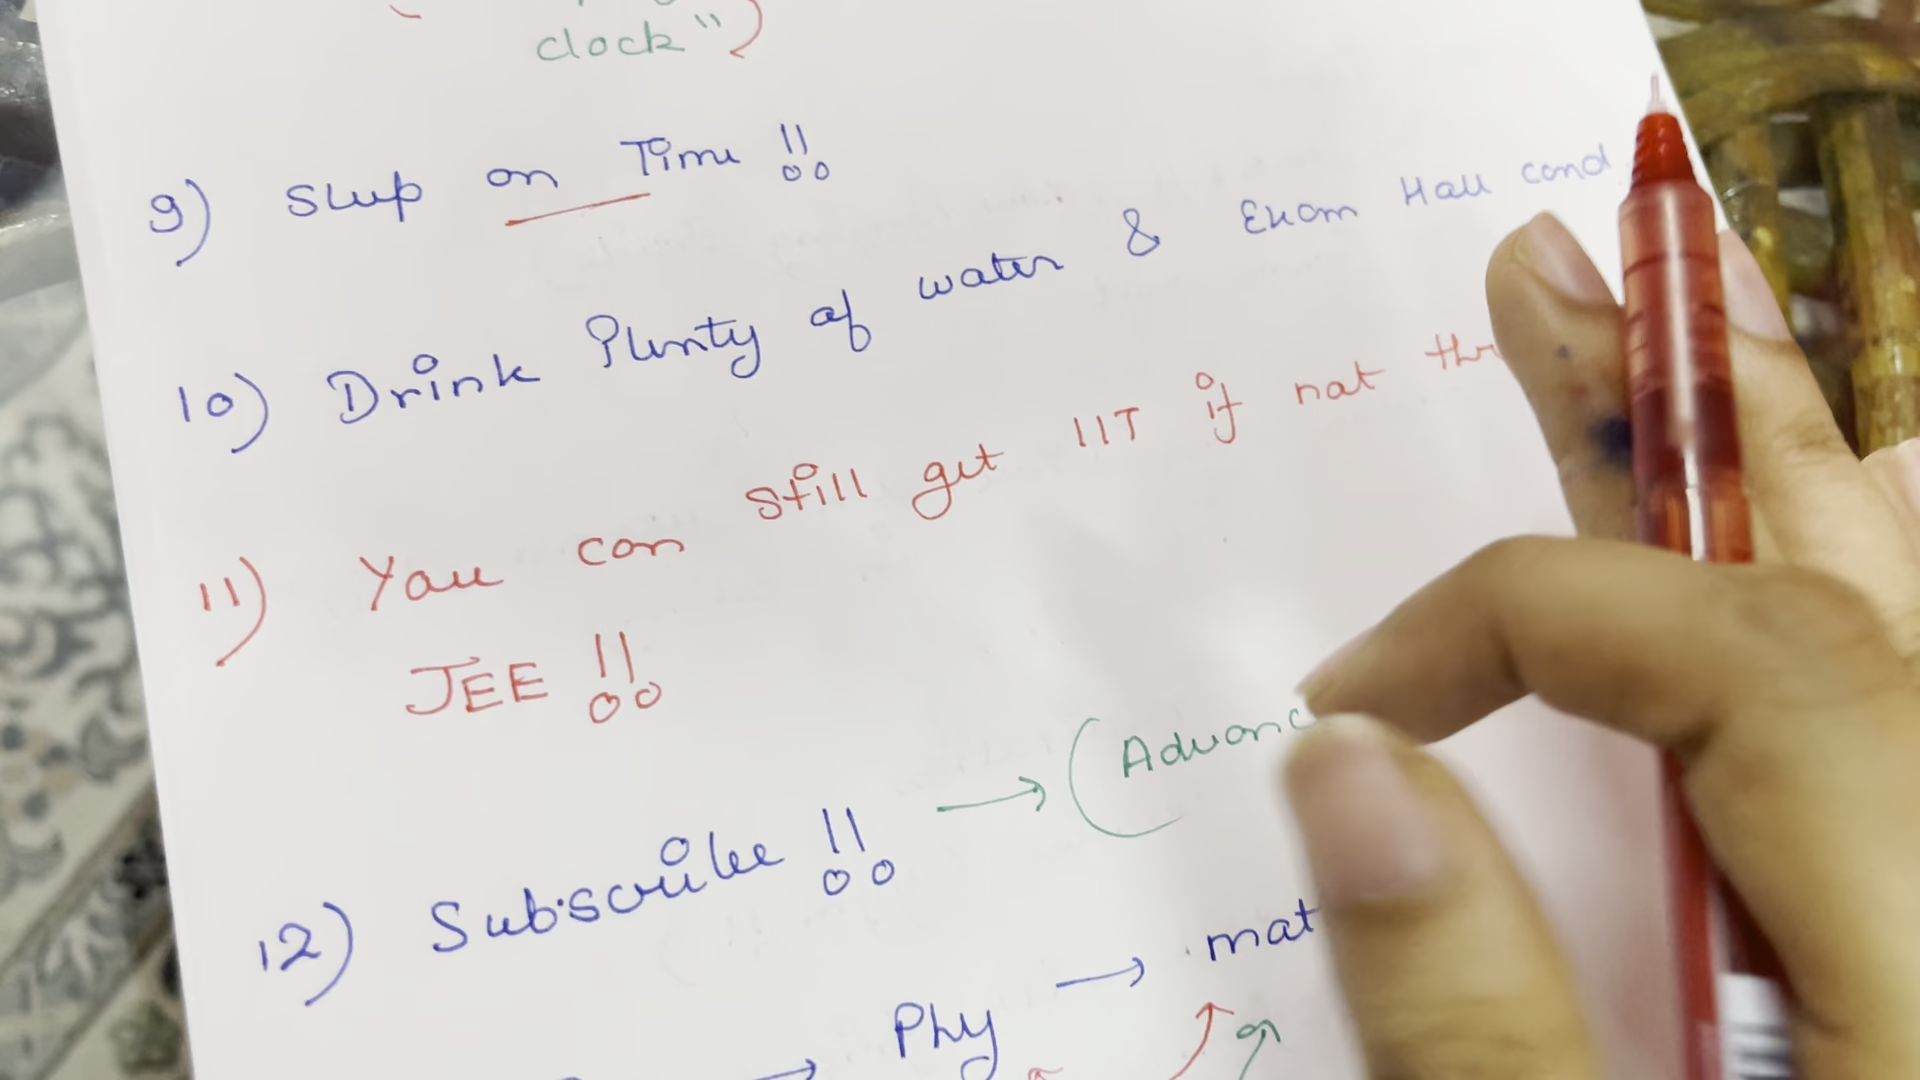 clock")
9) Sleep on Time !!
10) Drink Plenty of water & Exam Hall cond
11) You can still get IIT if not thr
JEE !!
12) Subscribe !! → (Advanc
Phy → mat